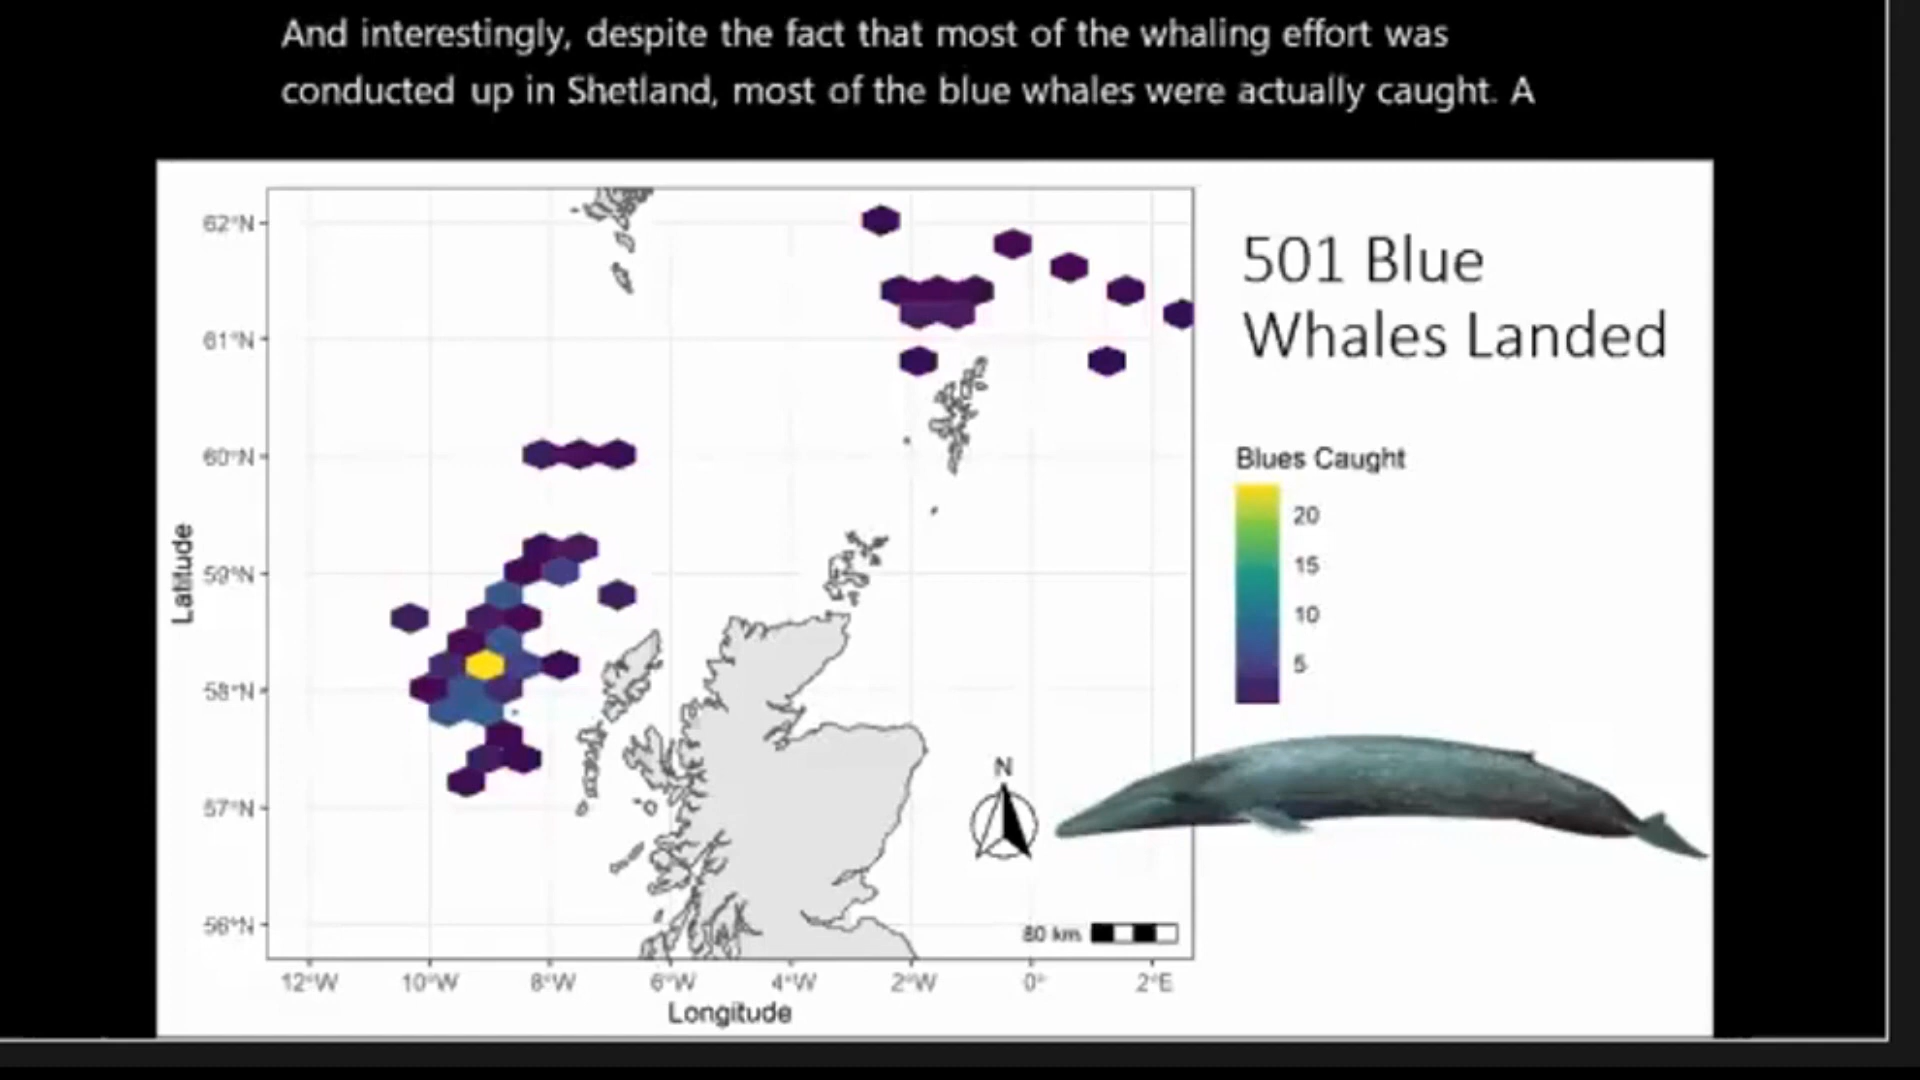 And interestingly, despite the fact that most of the whaling effort was
conducted up in Shetland, most of the blue whales were actually caught. A
501 Blue
Whales Landed
Blues Caught
20
15
10
5
62°N
61°N
60°N
59°N
58°N
57°N
56°N
Latitude
N
80 km
12°W
10°W
8°W
6°W
4°W
2°W
0°
2°E
Longitude